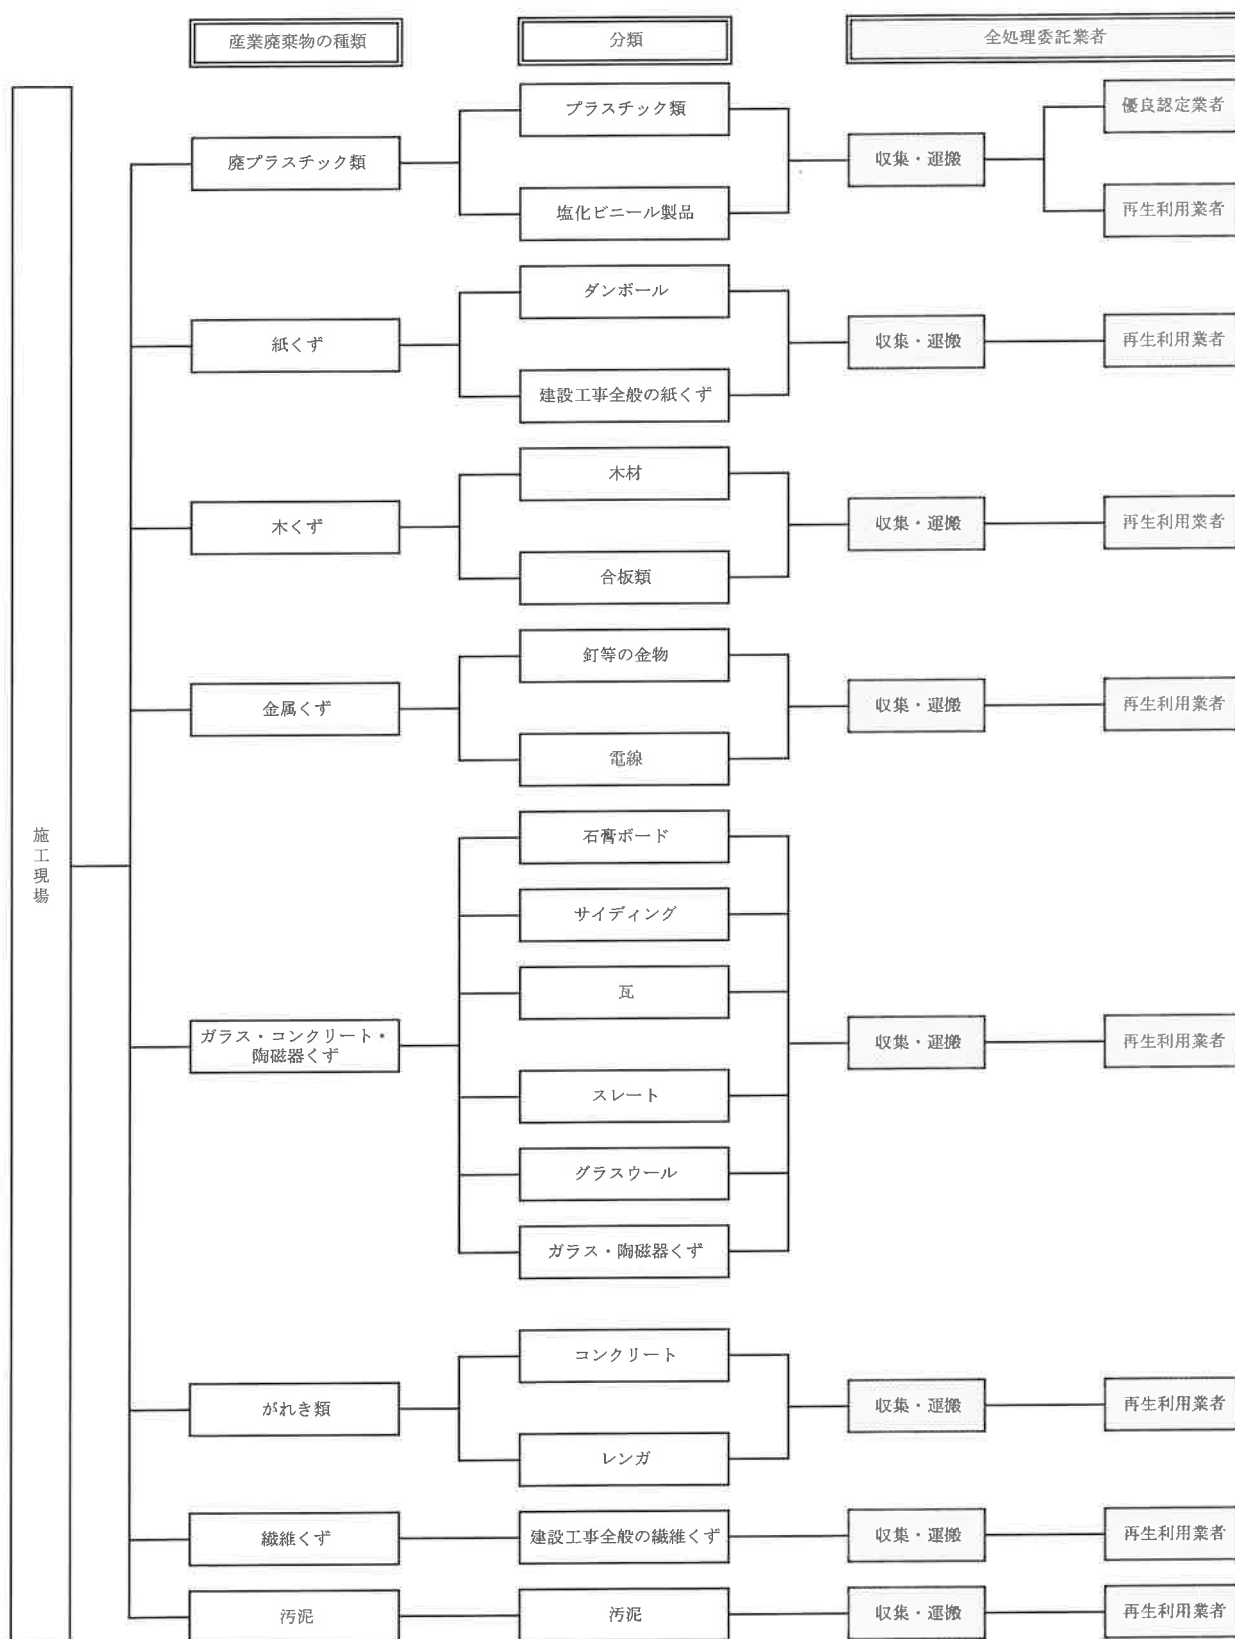 産業廃棄物の種類
分類
全処理委託業者
施工現場
廃プラスチック類
プラスチック類
塩化ビニール製品
収集・運搬
優良認定業者
再生利用業者
紙くず
ダンボール
建設工事全般の紙くず
収集・運搬
再生利用業者
木くず
木材
合板類
収集・運搬
再生利用業者
金属くず
釘等の金物
電線
収集・運搬
再生利用業者
ガラス・コンクリート・
陶磁器くず
石膏ボード
サイディング
瓦
スレート
グラスウール
ガラス・陶磁器くず
収集・運搬
再生利用業者
がれき類
コンクリート
レンガ
収集・運搬
再生利用業者
繊維くず
建設工事全般の繊維くず
収集・運搬
再生利用業者
汚泥
汚泥
収集・運搬
再生利用業者